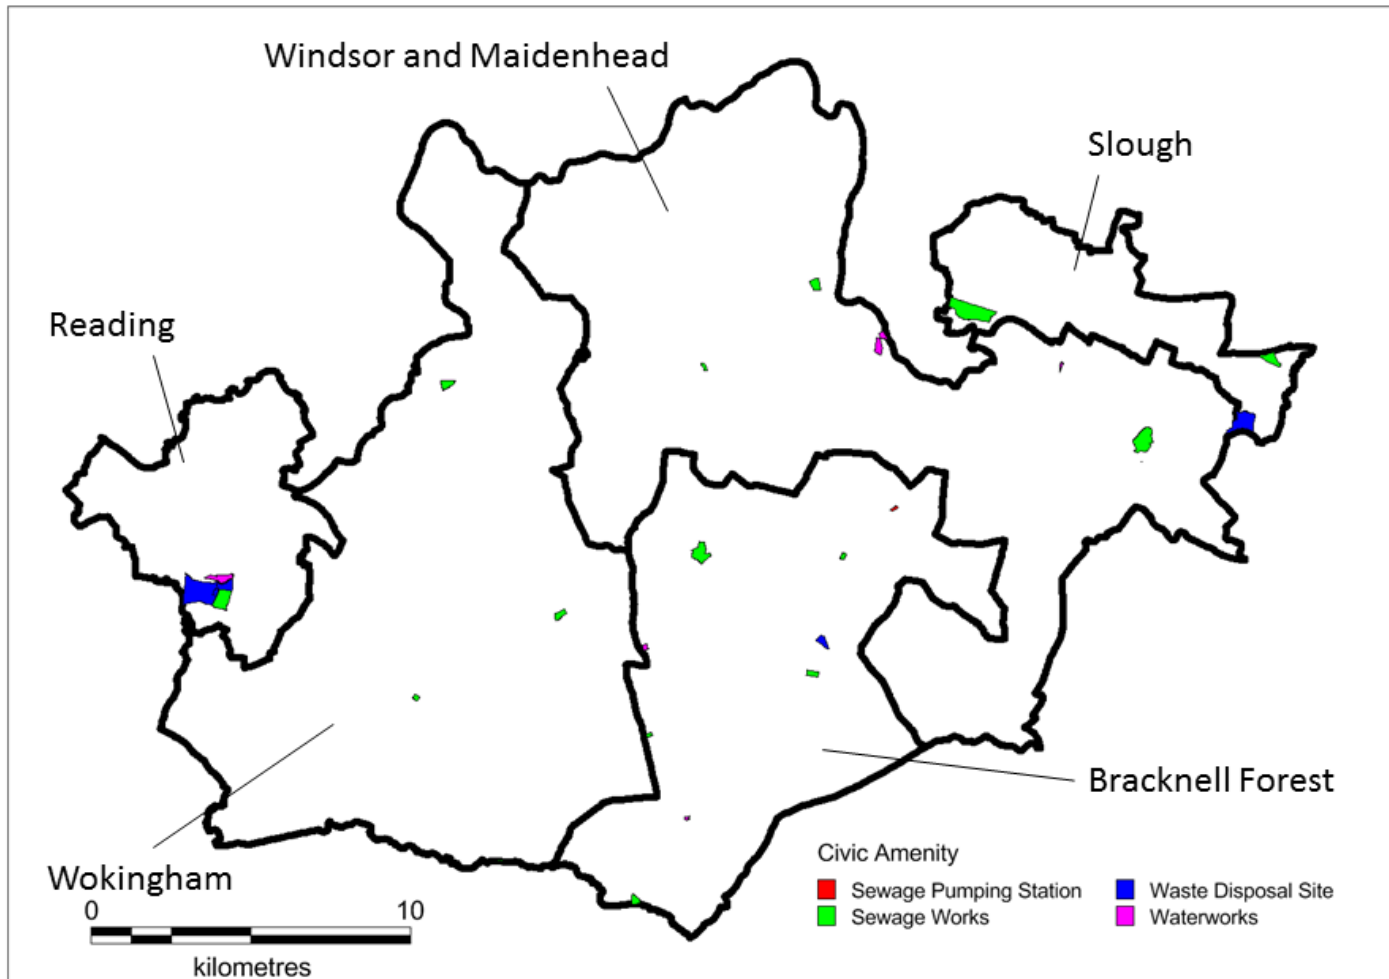 Windsor and Maidenhead
Slough
Reading
Bracknell Forest
Wokingham
Civic Amenity
Sewage Pumping Station
Waste Disposal Site
Sewage Works
Waterworks
0 10
kilometres